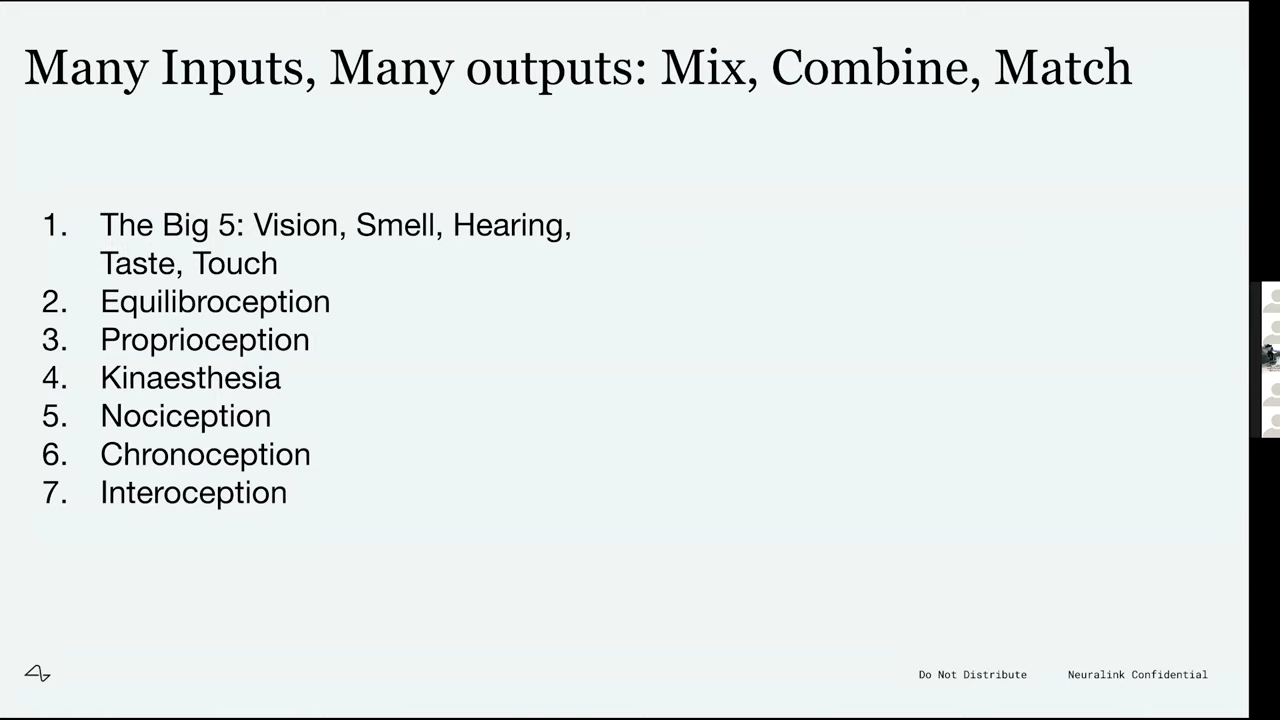 Many Inputs, Many outputs: Mix, Combine, Match
1. The Big 5: Vision, Smell, Hearing,
Taste, Touch
2. Equilibroception
3. Proprioception
4. Kinaesthesia
5. Nociception
6. Chronoception
7. Interoception
Do Not Distribute Neuralink Confidential